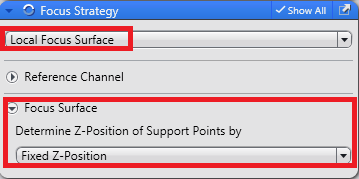 Focus Strategy
Show All
Local Focus Surface
Reference Channel
Focus Surface
Determine Z-Position of Support Points by
Fixed Z-Position